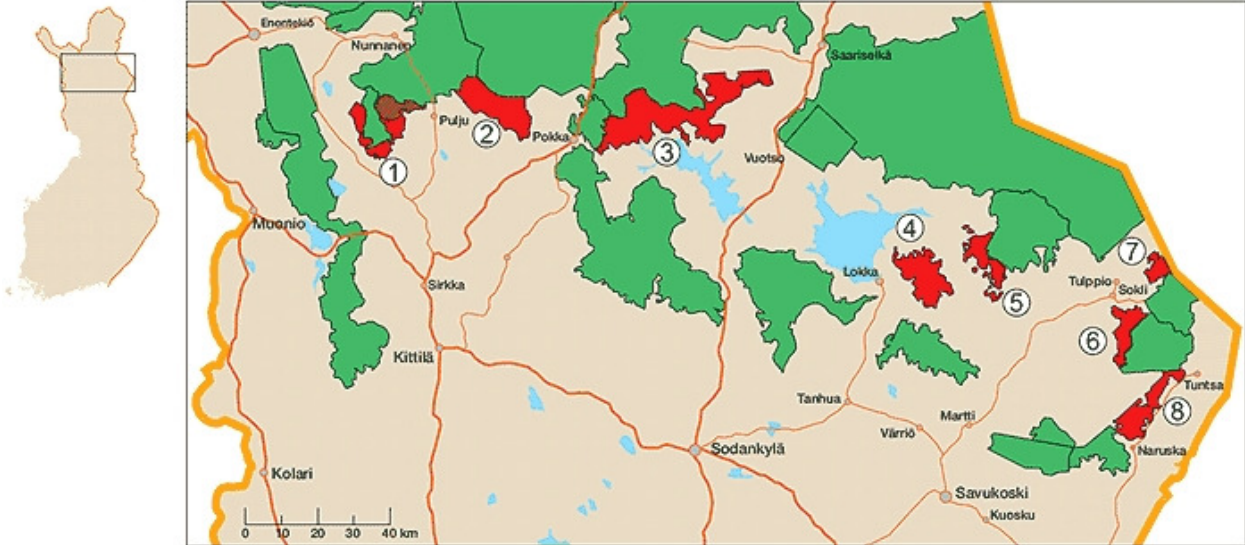 Enontekiö
Nunnanen
Saariselkä
Pulju
②
Pokka
①
③
Vuotso
Muonio
④
⑦
Lokka
Tulppio
Sokli
Sirkka
⑤
⑥
Kittilä
Tuntsa
Tanhua
Martti
⑧
Värriö
Sodankylä
Naruska
Kolari
Savukoski
Kuosku
0 10 20 30 40 km